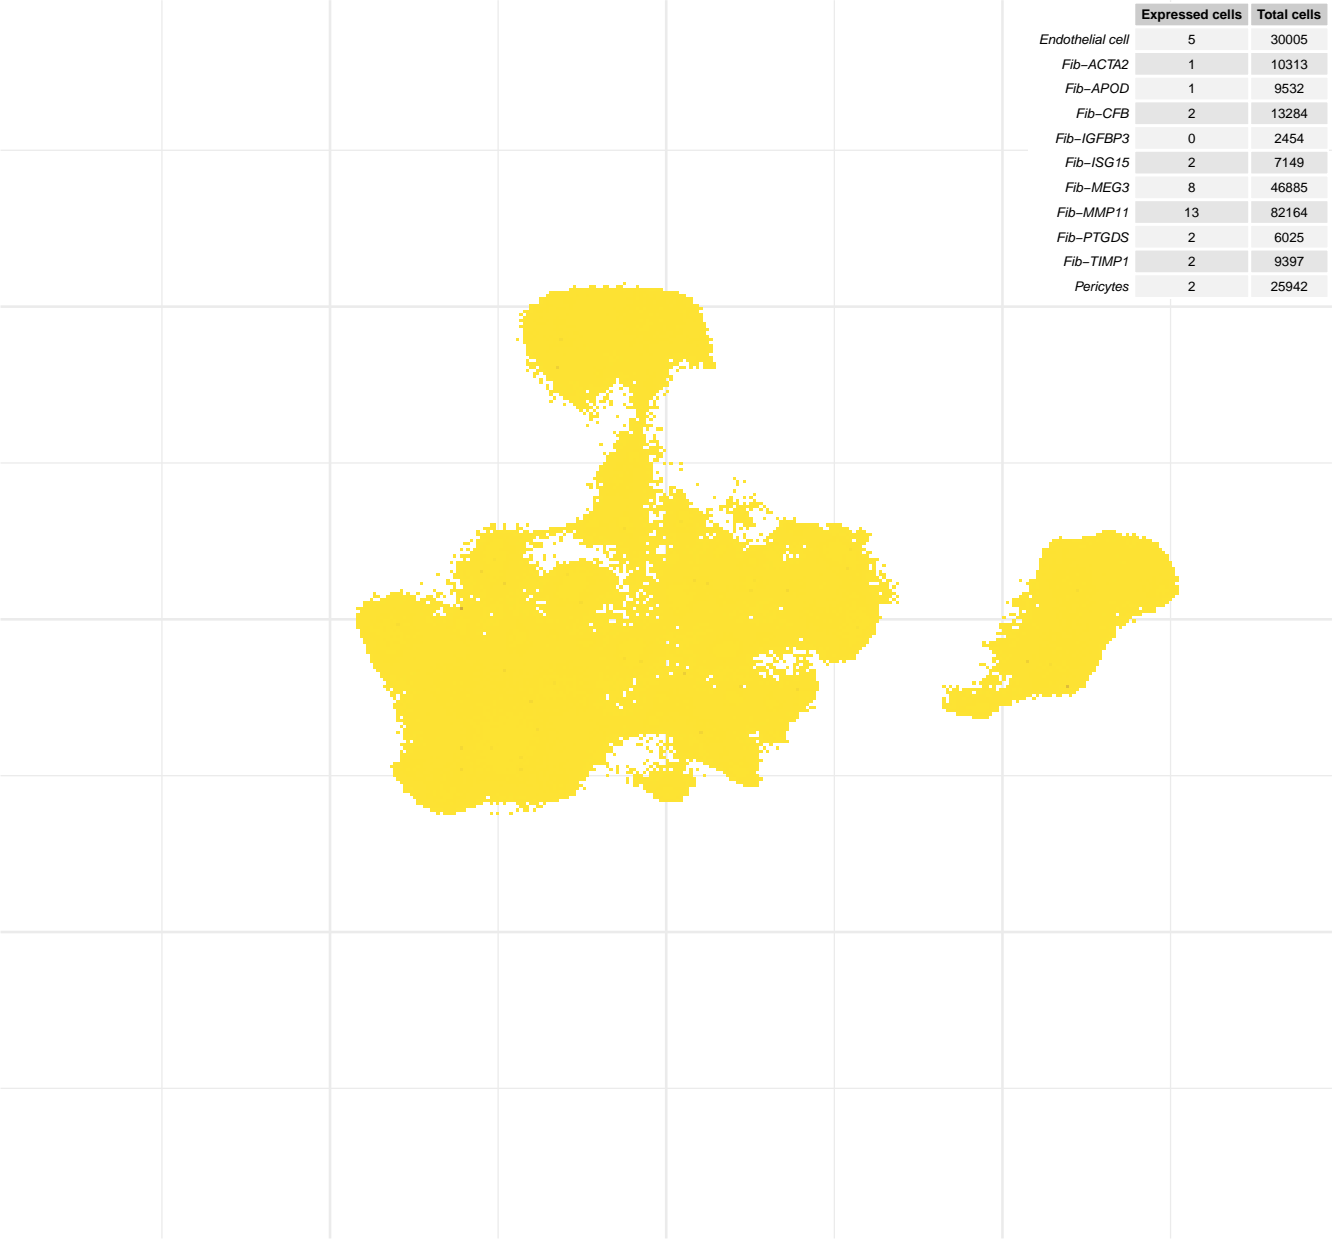 Expressed cells Total cells
Endothelial cell 5 30005
Fib−ACTA2 1 10313
Fib−APOD 1 9532
Fib−CFB 2 13284
Fib−IGFBP3 0 2454
Fib−ISG15 2 7149
Fib−MEG3 8 46885
Fib−MMP11 13 82164
Fib−PTGDS 2 6025
Fib−TIMP1 2 9397
Pericytes 2 25942